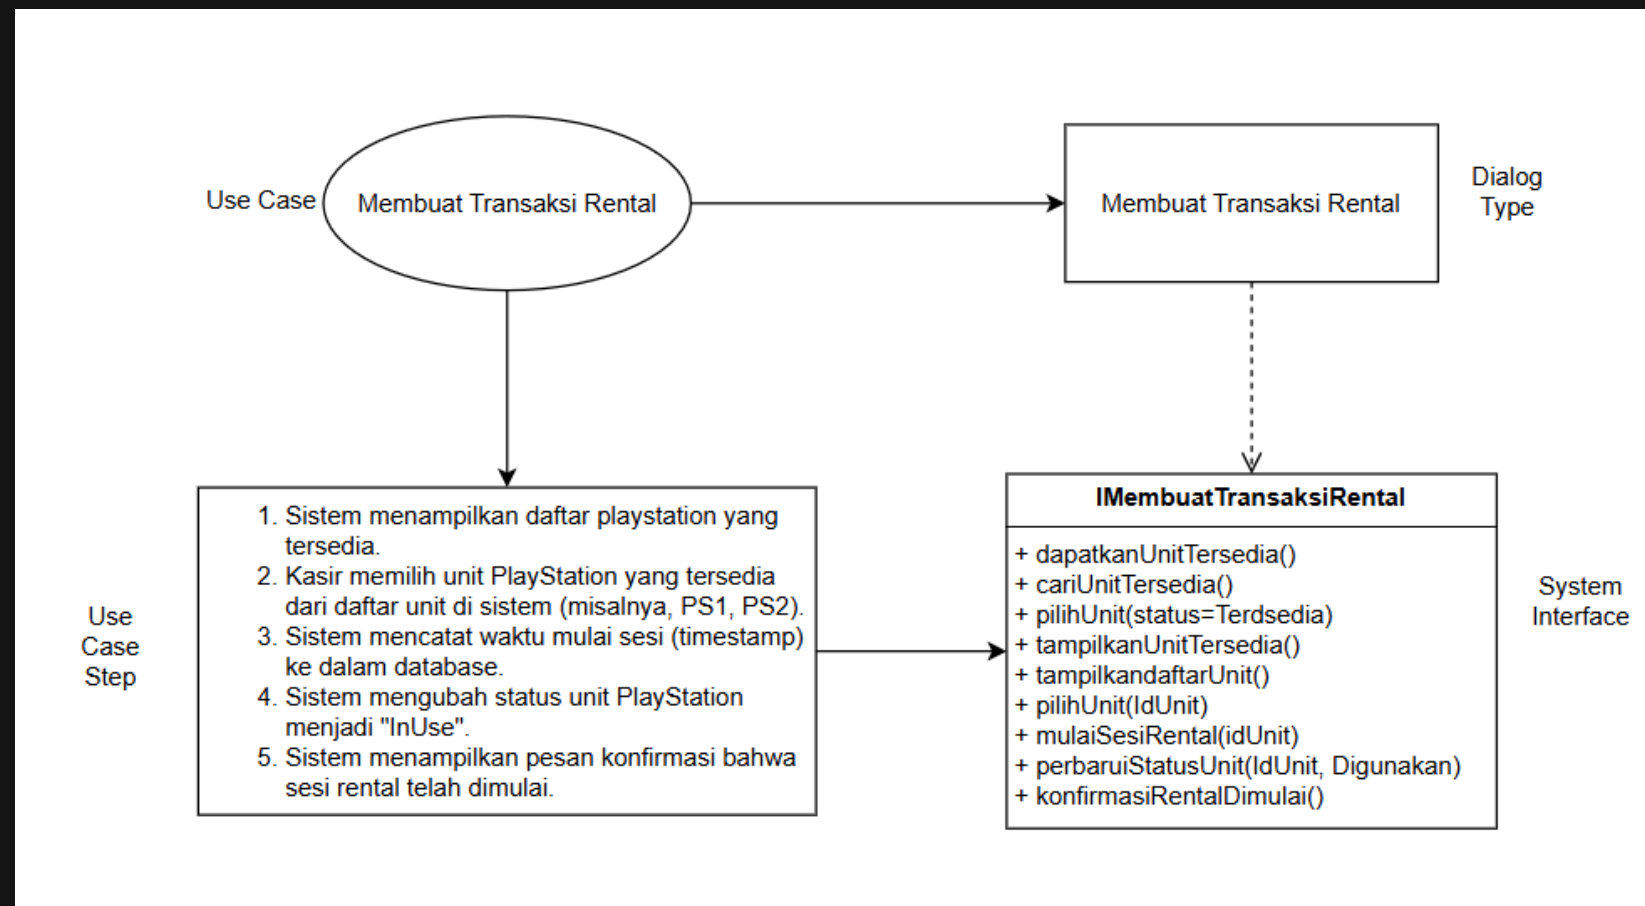 Use Case
Membuat Transaksi Rental
Membuat Transaksi Rental
Dialog
Type
Use
Case
Step
1. Sistem menampilkan daftar playstation yang
tersedia.
2. Kasir memilih unit PlayStation yang tersedia
dari daftar unit di sistem (misalnya, PS1, PS2).
3. Sistem mencatat waktu mulai sesi (timestamp)
ke dalam database.
4. Sistem mengubah status unit PlayStation
menjadi "InUse".
5. Sistem menampilkan pesan konfirmasi bahwa
sesi rental telah dimulai.
IMembuatTransaksiRental
+ dapatkanUnitTersedia()
+ cariUnitTersedia()
+ pilihUnit(status=Terdsedia)
+ tampilkanUnitTersedia()
+ tampilkandaftarUnit()
+ pilihUnit(IdUnit)
+ mulaiSesiRental(idUnit)
+ perbaruiStatusUnit(IdUnit, Digunakan)
+ konfirmasiRentalDimulai()
System
Interface